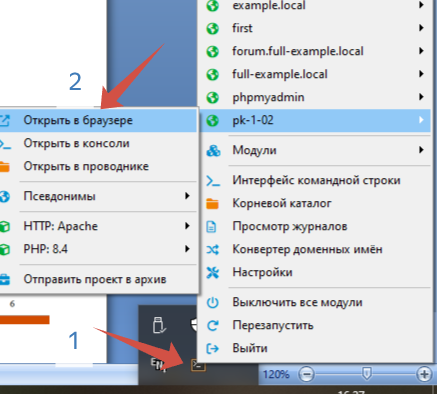 example.local
first
forum.full-example.local
full-example.local
phpmyadmin
pk-1-02
Модули
Интерфейс командной строки
Корневой каталог
Просмотр журналов
Конвертер доменных имён
Настройки
Выключить все модули
Перезапустить
Выйти
2
Открыть в браузере
Открыть в консоли
Открыть в проводнике
Псевдонимы
HTTP: Apache
PHP: 8.4
Отправить проект в архив
6
1
120%